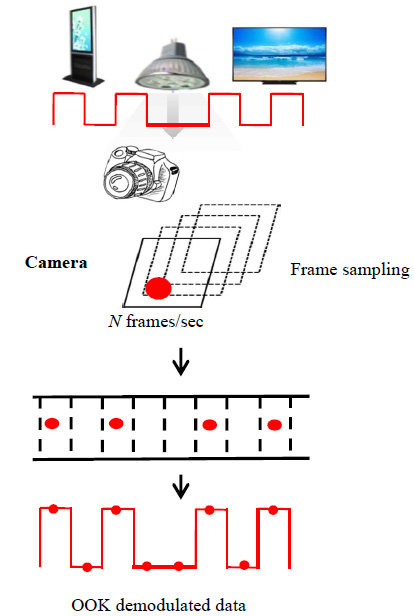 Camera
Frame sampling
N frames/sec
OOK demodulated data